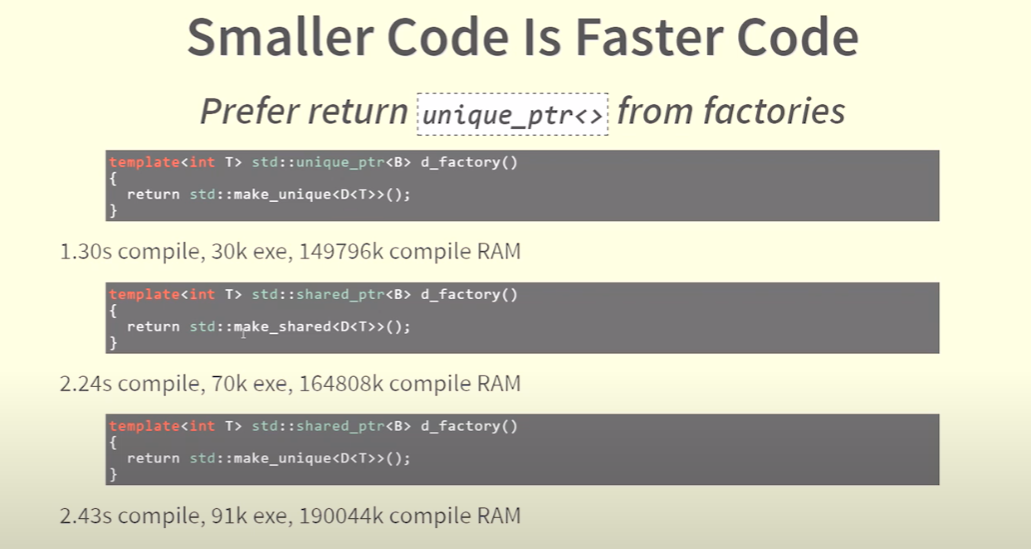 Smaller Code Is Faster Code
Prefer return unique_ptr<> from factories
template<int T> std::unique_ptr<B> d_factory()
{
  return std::make_unique<D<T>>();
}
1.30s compile, 30k exe, 149796k compile RAM
template<int T> std::shared_ptr<B> d_factory()
{
  return std::make_shared<D<T>>();
}
2.24s compile, 70k exe, 164808k compile RAM
template<int T> std::shared_ptr<B> d_factory()
{
  return std::make_unique<D<T>>();
}
2.43s compile, 91k exe, 190044k compile RAM